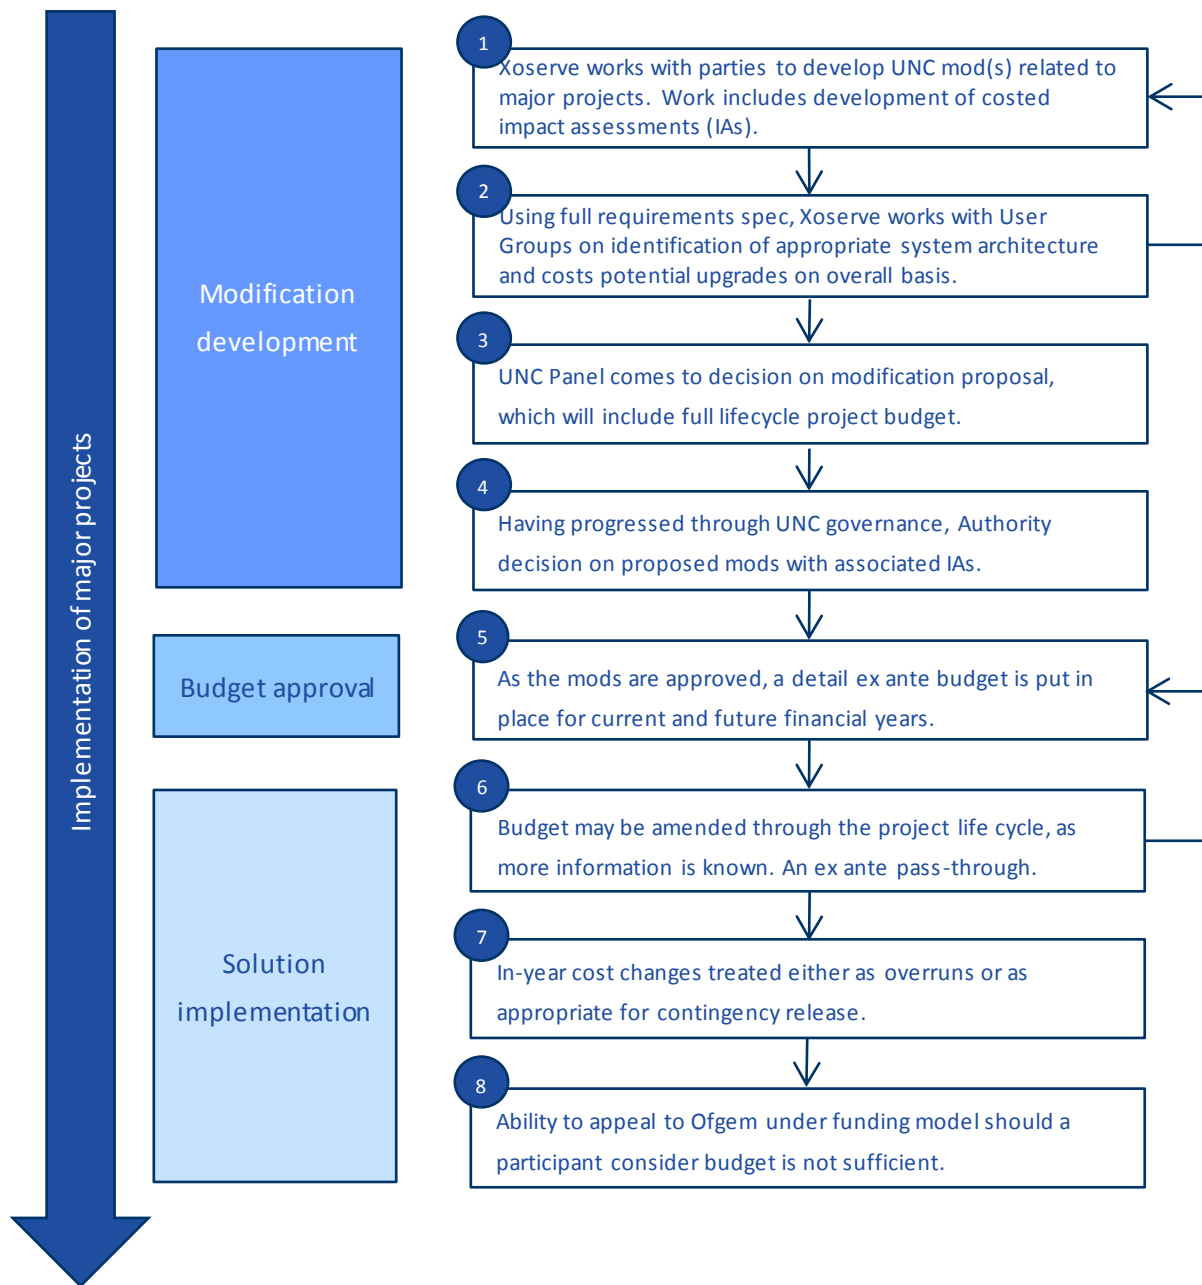 Implementation of major projects
Modification
development
Budget approval
Solution
implementation
1
Xoserve works with parties to develop UNC mod(s) related to
major projects. Work includes development of costed
impact assessments (IAs).
2
Using full requirements spec, Xoserve works with User
Groups on identification of appropriate system architecture
and costs potential upgrades on overall basis.
3
UNC Panel comes to decision on modification proposal,
which will include full lifecycle project budget.
4
Having progressed through UNC governance, Authority
decision on proposed mods with associated IAs.
5
As the mods are approved, a detail ex ante budget is put in
place for current and future financial years.
6
Budget may be amended through the project life cycle, as
more information is known. An ex ante pass-through.
7
In-year cost changes treated either as overruns or as
appropriate for contingency release.
8
Ability to appeal to Ofgem under funding model should a
participant consider budget is not sufficient.